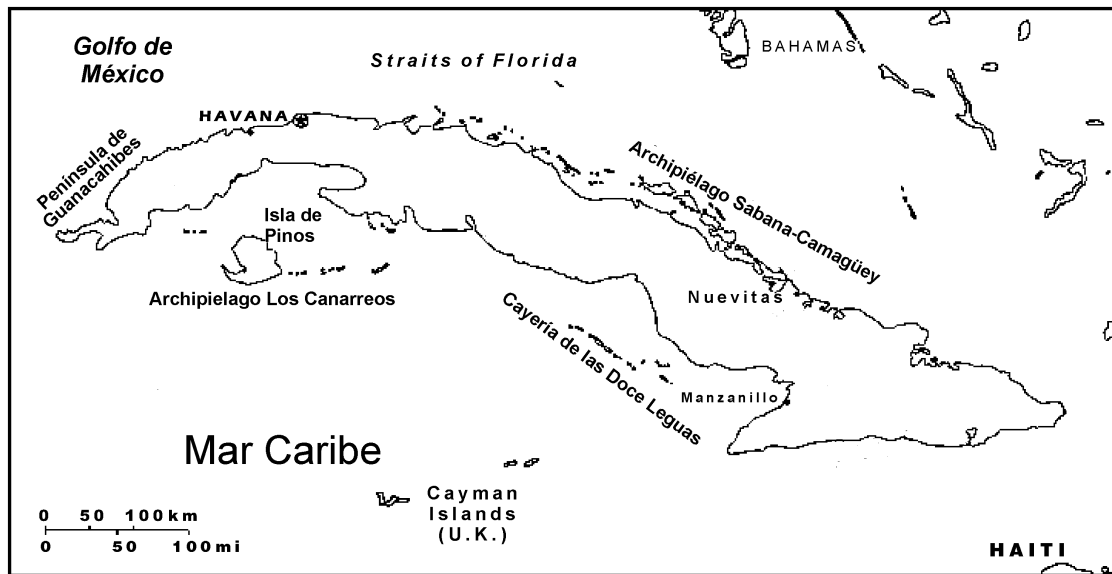 Golfo de
México
Straits of Florida
BAHAMAS
HAVANA
Península de
Guanacahibes
Archipiélago Sabana-Camagüey
Isla de
Pinos
Archipielago Los Canarreos
Nuevitas
Cayería de las Doce Leguas
Manzanillo
Mar Caribe
Cayman
Islands
(U.K.)
0 50 100 km
0 50 100 mi
HAITI